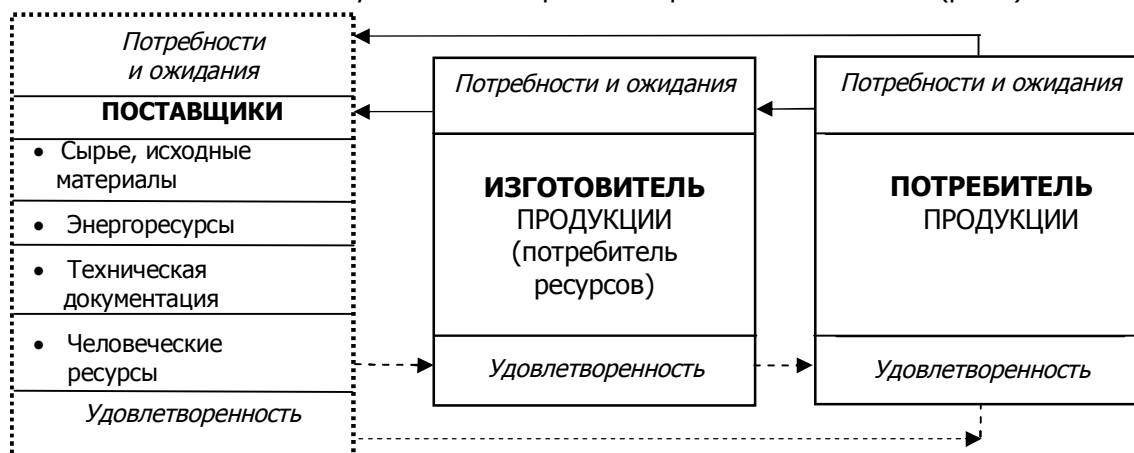 Потребности
и ожидания
ПОСТАВЩИКИ
• Сырье, исходные
материалы
• Энергоресурсы
• Техническая
документация
• Человеческие
ресурсы
Удовлетворенность
Потребности и ожидания
ИЗГОТОВИТЕЛЬ
ПРОДУКЦИИ
(потребитель
ресурсов)
Удовлетворенность
Потребности и ожидания
ПОТРЕБИТЕЛЬ
ПРОДУКЦИИ
Удовлетворенность